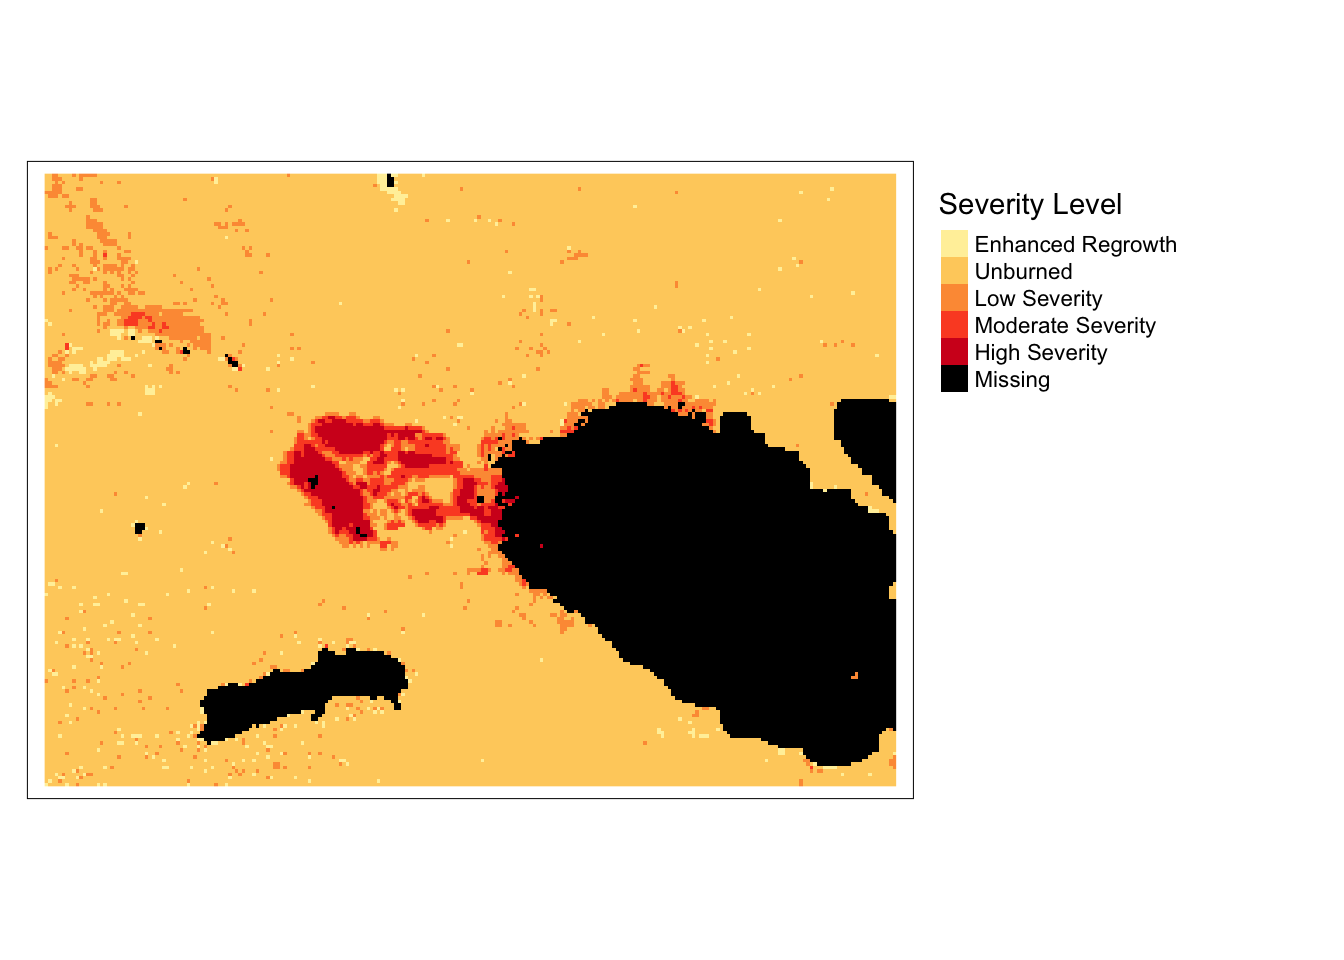 Severity Level
Enhanced Regrowth
Unburned
Low Severity
Moderate Severity
High Severity
Missing